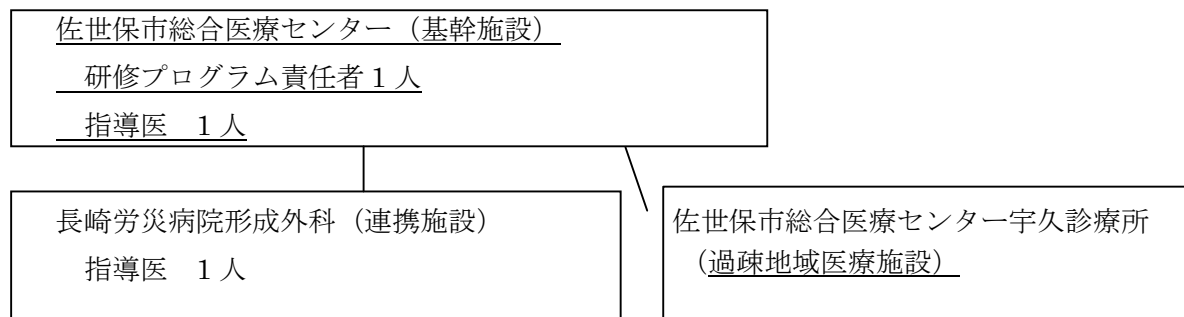 佐世保市総合医療センター（基幹施設）
研修プログラム責任者１人
指導医　１人
長崎労災病院形成外科（連携施設）
指導医　１人
佐世保市総合医療センター宇久診療所
（過疎地域医療施設）